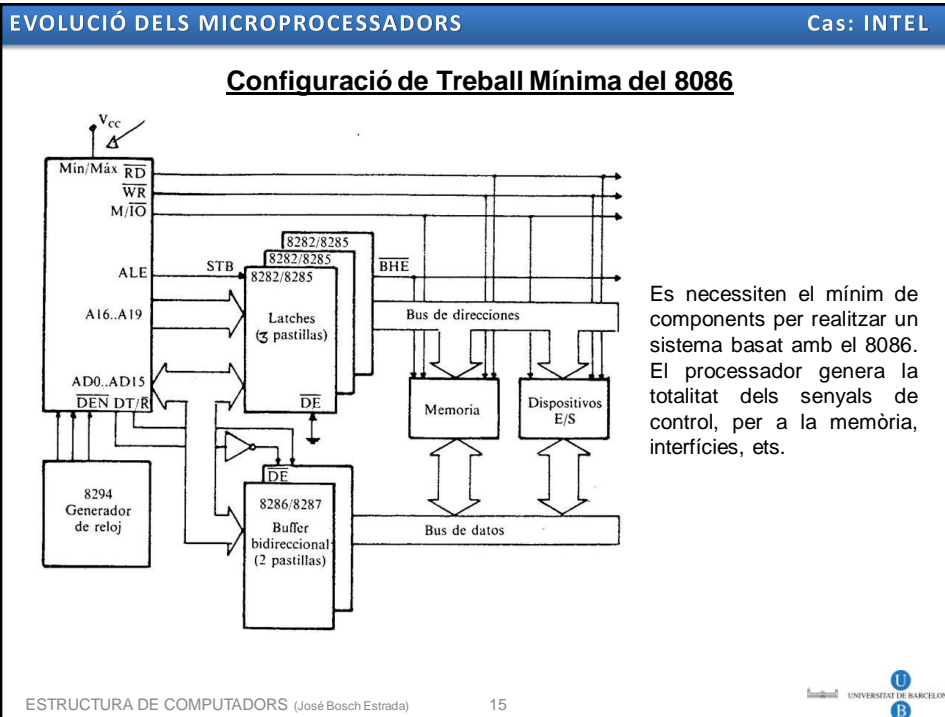 EVOLUCIÓ DELS MICROPROCESSADORS
Cas: INTEL
Configuració de Treball Mínima del 8086
Vcc
Min/Máx RD
WR
M/IO
ALE
STB
8282/8285
8282/8285
8282/8285
BHE
A16..A19
Latches
(3 pastillas)
Bus de direcciones
AD0..AD15
DEN DT/R
DE
Memoria
Dispositivos
E/S
8294
Generador
de reloj
DE
8286/8287
Buffer
bidireccional
(2 pastillas)
Bus de datos
Es necessiten el mínim de
components per realitzar un
sistema basat amb el 8086.
El processador genera la
totalitat dels senyals de
control, per a la memòria,
interfícies, ets.
ESTRUCTURA DE COMPUTADORS (José Bosch Estrada)
15
UNIVERSITAT DE BARCELON
U
B